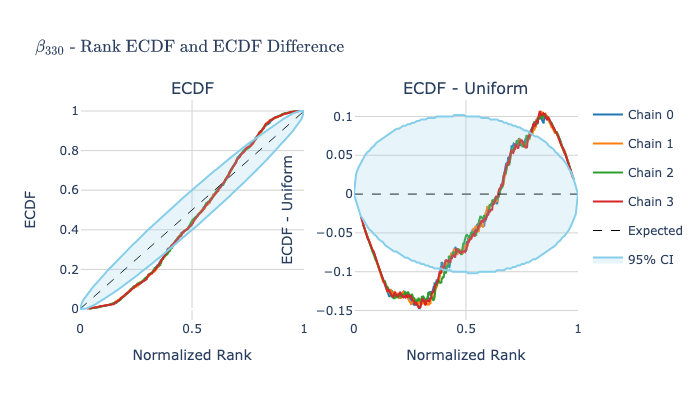 β330 - Rank ECDF and ECDF Difference
ECDF
ECDF - Uniform
1
0.8
0.6
0.4
0.2
0
ECDF
0
0.5
1
Normalized Rank
0.1
0.05
0
−0.05
−0.1
−0.15
ECDF - Uniform
0
0.5
1
Normalized Rank
Chain 0
Chain 1
Chain 2
Chain 3
Expected
95% CI